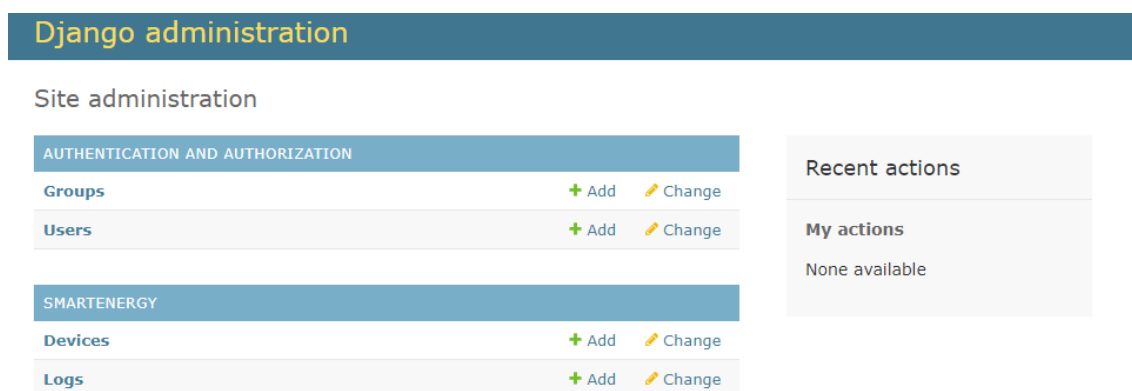 Django administration
Site administration
AUTHENTICATION AND AUTHORIZATION
Groups Add Change
Users Add Change
SMARTENERGY
Devices Add Change
Logs Add Change
Recent actions
My actions
None available